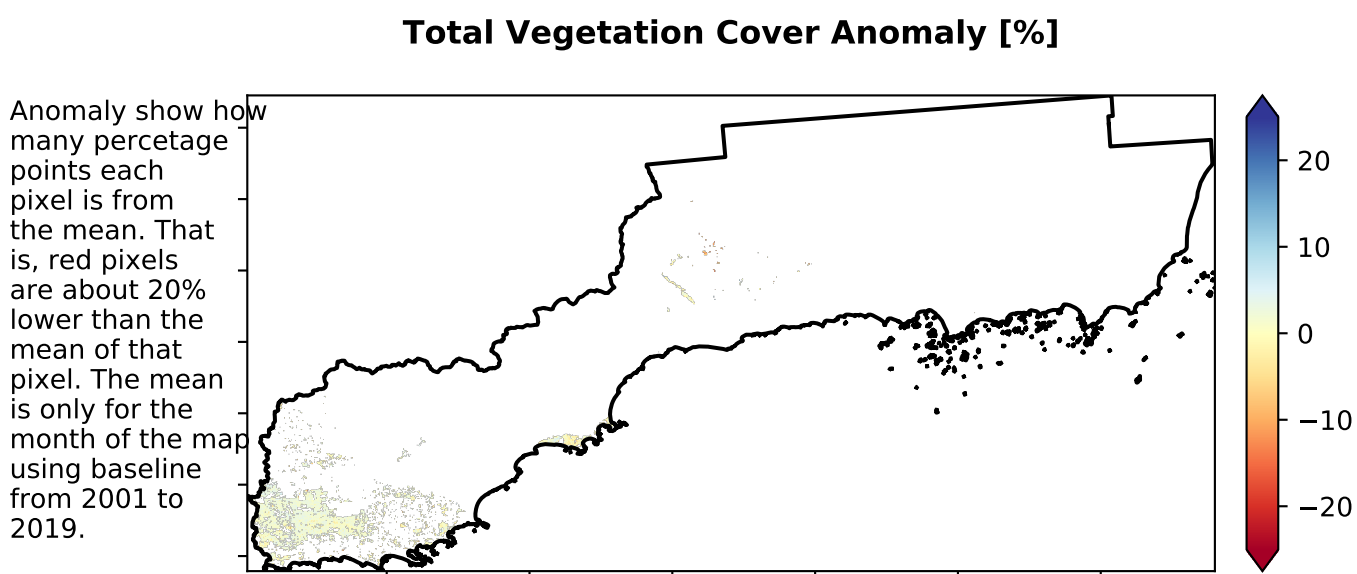 Total Vegetation Cover Anomaly [%]
Anomaly show how
many percetage
points each
pixel is from
the mean. That
is, red pixels
are about 20%
lower than the
mean of that
pixel. The mean
is only for the
month of the map
using baseline
from 2001 to
2019.
20
10
0
−10
−20